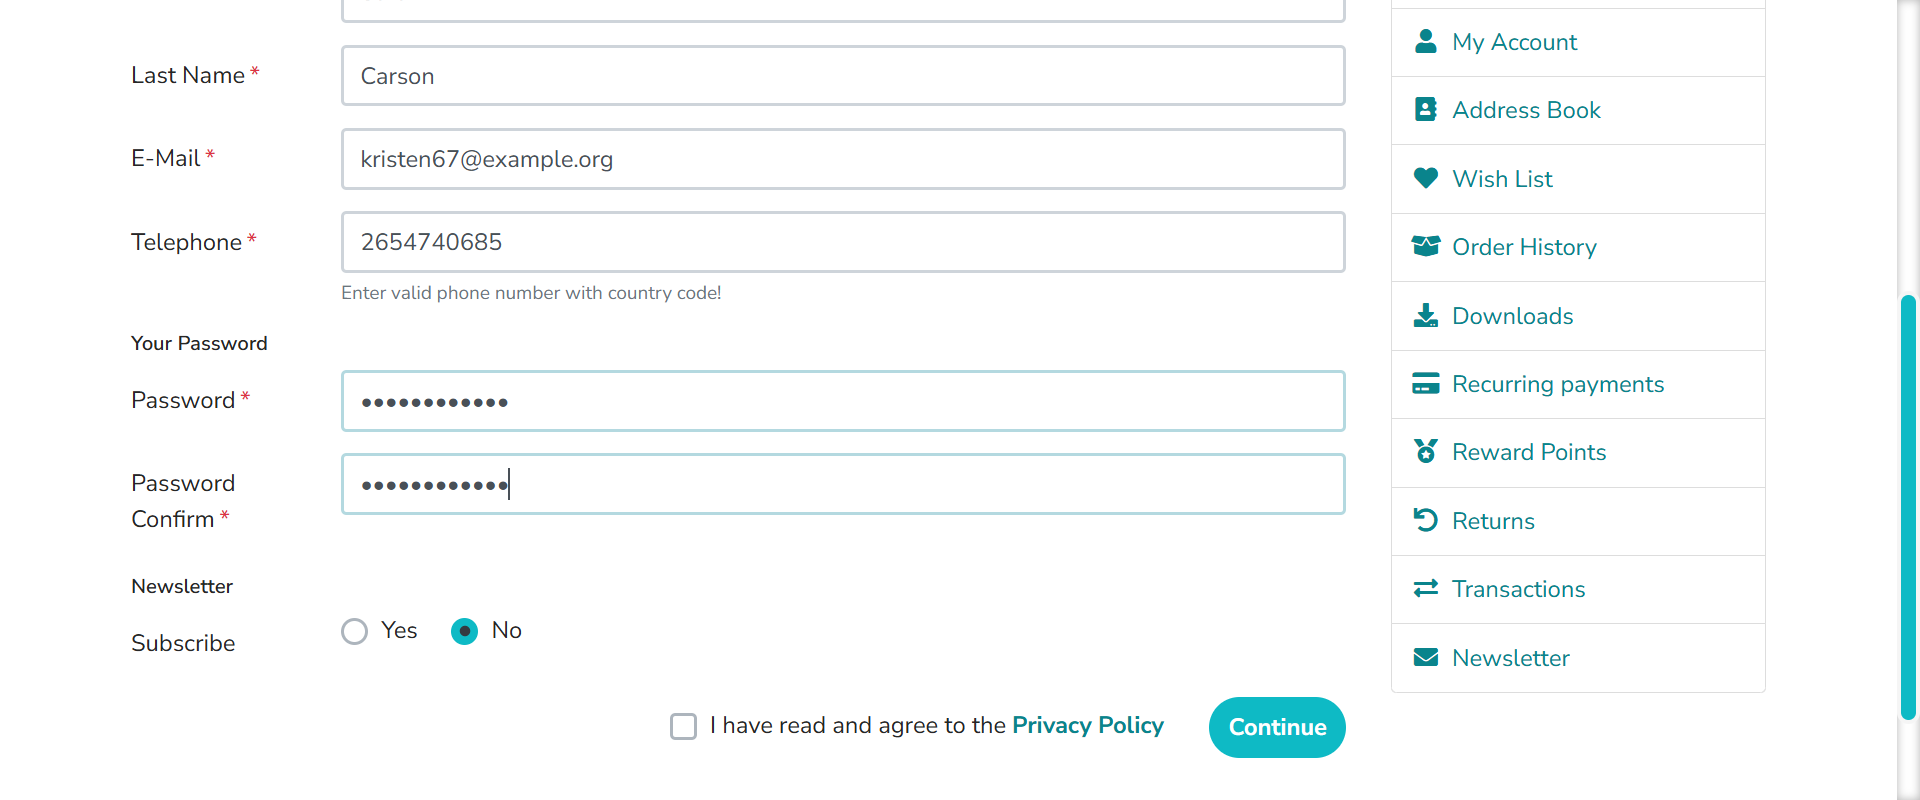 Last Name *
Carson
E-Mail *
kristen67@example.org
Telephone *
2654740685
Enter valid phone number with country code!
Your Password
Password *
••••••••••••
Password
Confirm *
••••••••••••
Newsletter
Subscribe
Yes
No
I have read and agree to the Privacy Policy
Continue
My Account
Address Book
Wish List
Order History
Downloads
Recurring payments
Reward Points
Returns
Transactions
Newsletter